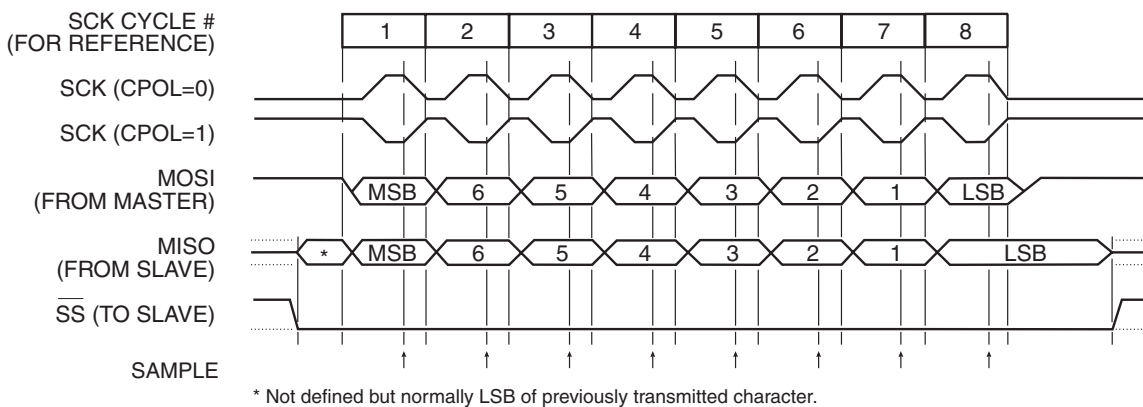 SCK CYCLE #
(FOR REFERENCE)
1 2 3 4 5 6 7 8
SCK (CPOL=0)
SCK (CPOL=1)
MOSI
(FROM MASTER)
MSB 6 5 4 3 2 1 LSB
MISO
(FROM SLAVE)
* MSB 6 5 4 3 2 1 LSB
SS (TO SLAVE)
SAMPLE
* Not defined but normally LSB of previously transmitted character.